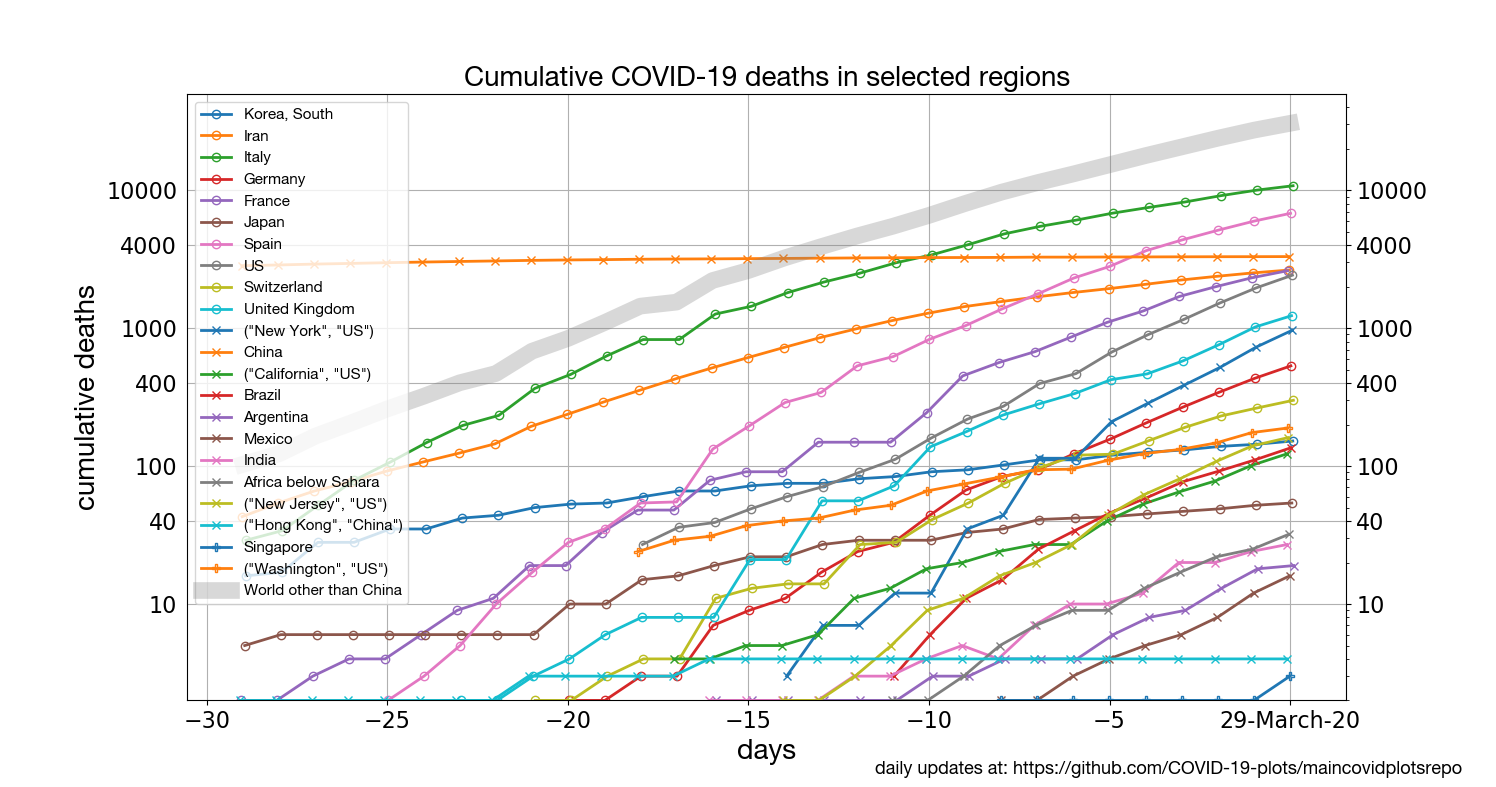 Cumulative COVID-19 deaths in selected regions
Korea, South
Iran
Italy
Germany
France
Japan
Spain
US
Switzerland
United Kingdom
("New York", "US")
China
("California", "US")
Brazil
Argentina
Mexico
India
Africa below Sahara
("New Jersey", "US")
("Hong Kong", "China")
Singapore
("Washington", "US")
World other than China
cumulative deaths
10000
4000
1000
400
100
40
10
10000
4000
1000
400
100
40
10
−30 −25 −20 −15 −10 −5 29-March-20
days
daily updates at: https://github.com/COVID-19-plots/maincovidplotsrepo